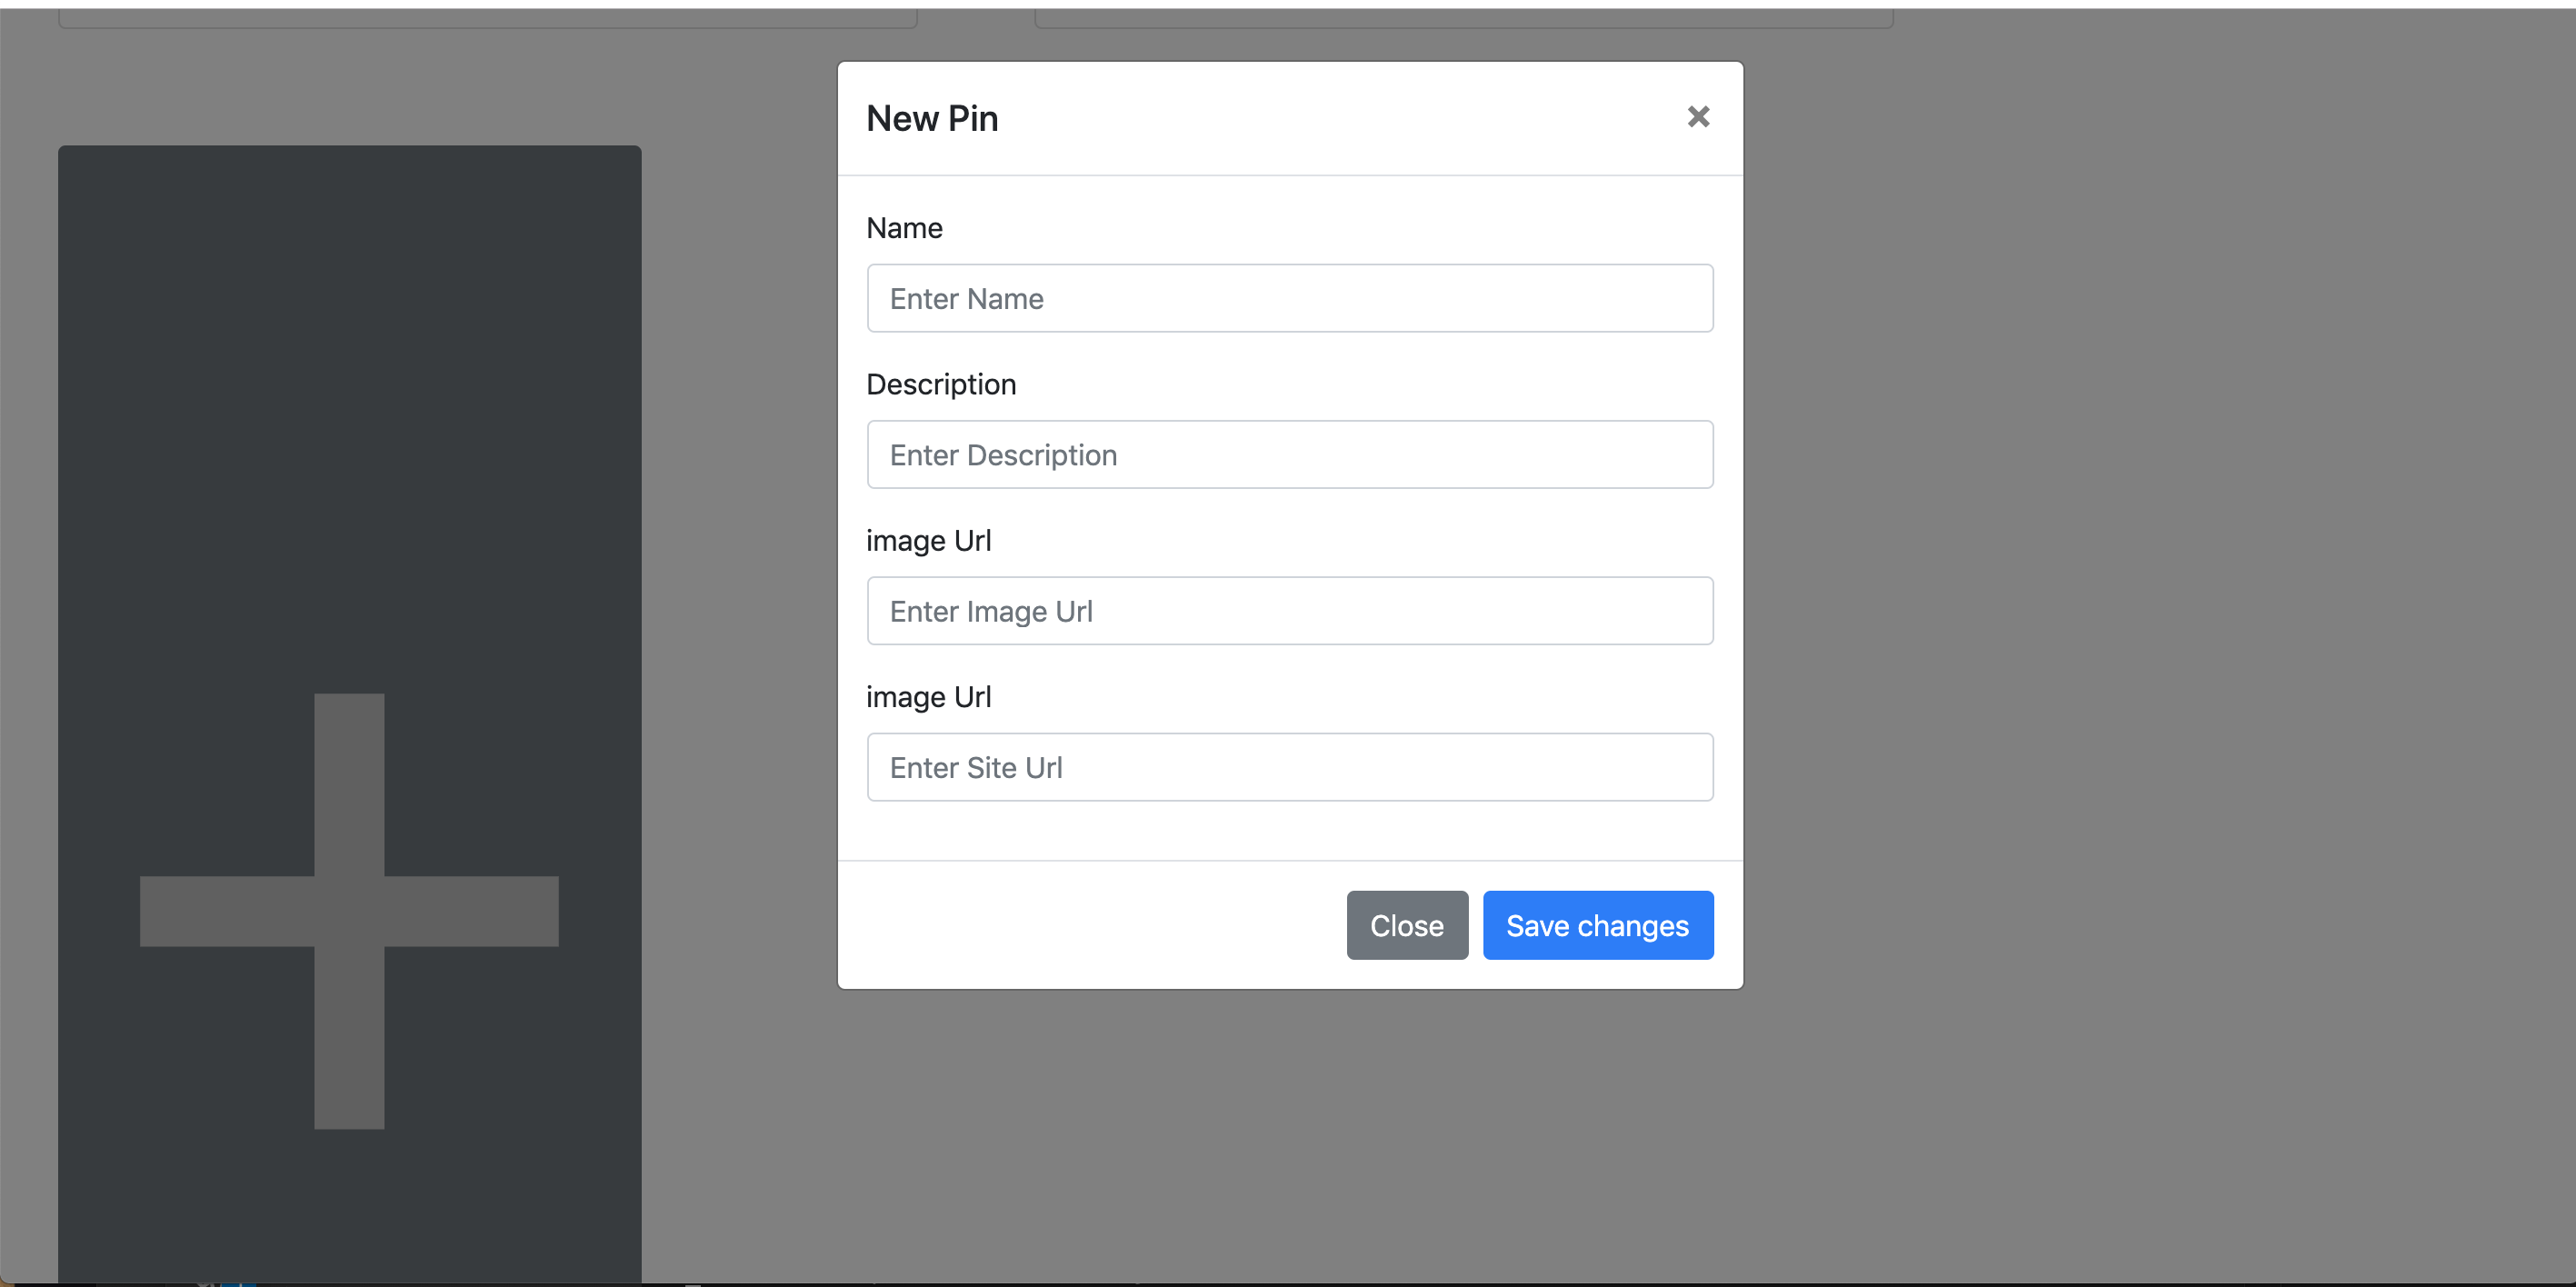 New Pin
×
Name
Enter Name
Description
Enter Description
image Url
Enter Image Url
image Url
Enter Site Url
Close
Save changes